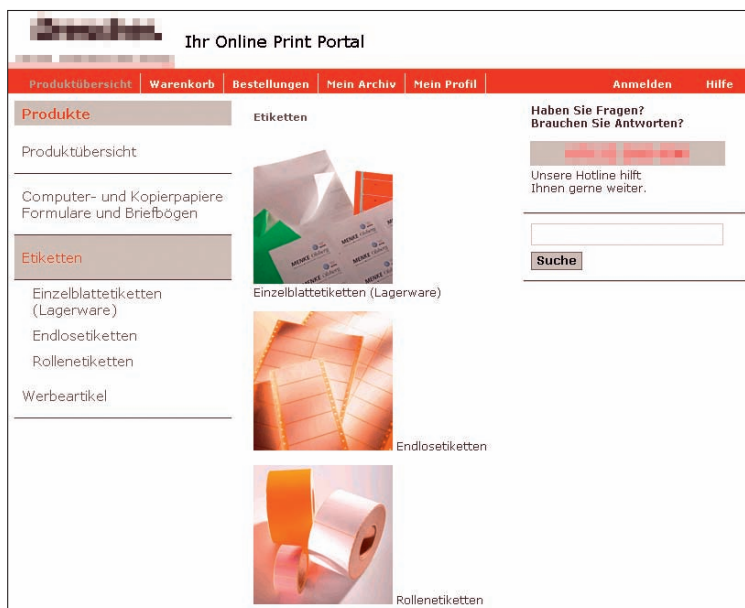 Ihr Online Print Portal
Produktübersicht Warenkorb Bestellungen Mein Archiv Mein Profil Anmelden Hilfe
Produkte
Produktübersicht
Computer- und Kopierpapiere
Formulare und Briefbögen
Etiketten
Einzelblattetiketten
(Lagerware)
Endlosetiketten
Rollenetiketten
Werbeartikel
Etiketten
Einzelblattetiketten (Lagerware)
Endlosetiketten
Rollenetiketten
Haben Sie Fragen?
Brauchen Sie Antworten?
Unsere Hotline hilft
Ihnen gerne weiter.
Suche